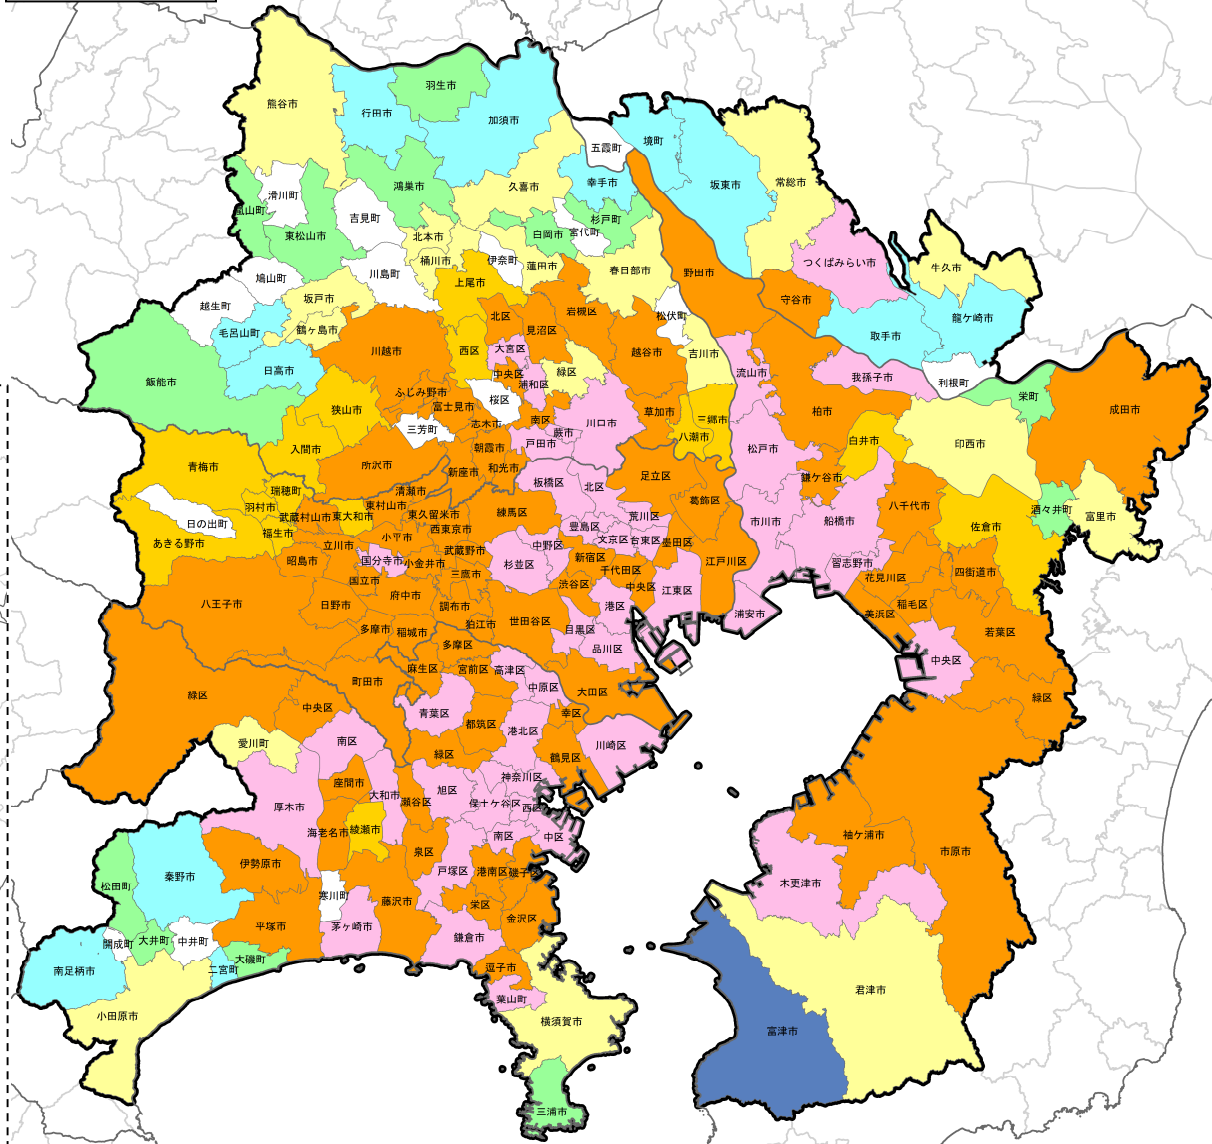 熊谷市
行田市
羽生市
加須市
五霞町
境町
坂東市
常総市
幸手市
久喜市
鴻巣市
滑川町
嵐山町
東松山市
吉見町
北本市
桶川市
伊奈町
蓮田市
白岡市
宮代町
杉戸町
春日部市
野田市
つくばみらい市
牛久市
龍ケ崎市
取手市
守谷市
利根町
鳩山町
越生町
毛呂山町
坂戸市
鶴ヶ島市
川島町
上尾市
北区
見沼区
岩槻区
松伏町
越谷市
吉川市
流山市
我孫子市
柏市
栄町
成田市
飯能市
日高市
川越市
西区
大宮区
中央区
浦和区
緑区
桜区
南区
川口市
草加市
三郷市
八潮市
松戸市
白井市
印西市
狭山市
ふじみ野市
富士見市
三芳町
志木市
蕨市
戸田市
入間市
所沢市
朝霞市
新座市
和光市
青梅市
瑞穂町
羽村市
日の出町
あきる野市
福生市
武蔵村山市
東大和市
東村山市
清瀬市
東久留米市
西東京市
小平市
練馬区
板橋区
北区
足立区
葛飾区
荒川区
豊島区
文京区
台東区
墨田区
市川市
船橋市
鎌ケ谷市
八千代市
佐倉市
酒々井町
富里市
習志野市
昭島市
立川市
国分寺市
小金井市
武蔵野市
三鷹市
中野区
杉並区
新宿区
千代田区
中央区
渋谷区
江東区
江戸川区
浦安市
花見川区
四街道市
美浜区
稲毛区
若葉区
中央区
緑区
八王子市
日野市
国立市
府中市
調布市
狛江市
世田谷区
目黒区
港区
品川区
多摩市
稲城市
多摩区
麻生区
宮前区
高津区
中原区
大田区
幸区
川崎区
緑区
中央区
町田市
青葉区
都筑区
港北区
鶴見区
緑区
南区
愛川町
厚木市
座間市
大和市
海老名市
綾瀬市
瀬谷区
旭区
神奈川区
保土ケ谷区
西区
南区
中区
泉区
戸塚区
港南区
磯子区
栄区
金沢区
秦野市
伊勢原市
松田町
寒川町
茅ヶ崎市
藤沢市
鎌倉市
平塚市
開成町
大井町
中井町
二宮町
大磯町
南足柄市
小田原市
逗子市
葉山町
横須賀市
三浦市
袖ケ浦市
市原市
木更津市
君津市
富津市